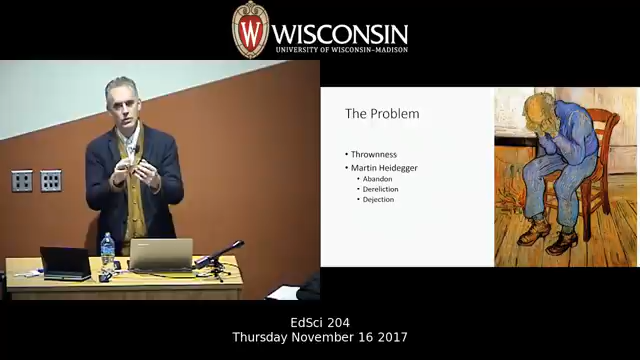 W
WISCONSIN
UNIVERSITY OF WISCONSIN–MADISON
The Problem
• Thrownness
• Martin Heidegger
• Abandon
• Dereliction
• Dejection
EdSci 204
Thursday November 16 2017